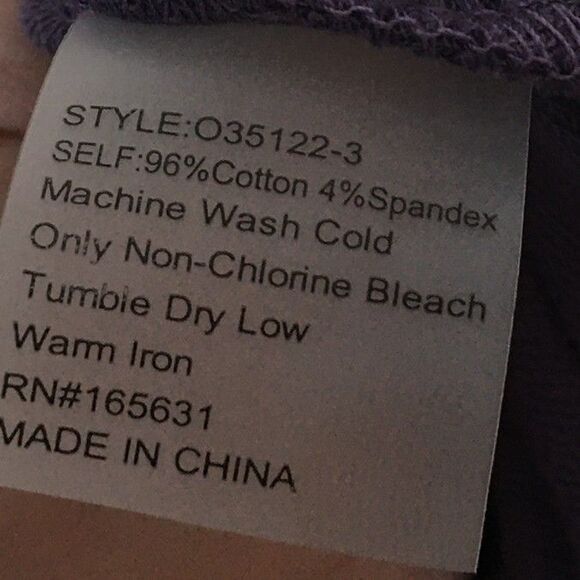 STYLE:O35122-3
SELF:96%Cotton 4%Spandex
Machine Wash Cold
Only Non-Chlorine Bleach
Tumbie Dry Low
Warm Iron
RN#165631
MADE IN CHINA